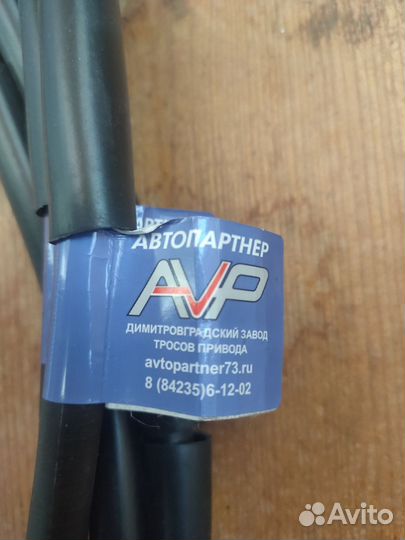 АВТОПАРТНЕР
AVP
ДИМИТРОВГРАДСКИЙ ЗАВОД
ТРОСОВ ПРИВОДА
avtopartner73.ru
8 (84235)6-12-02
Avito